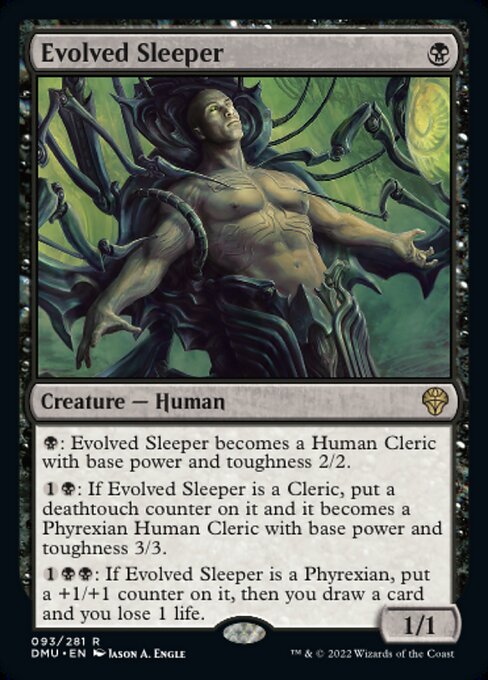 Evolved Sleeper
Creature — Human
: Evolved Sleeper becomes a Human Cleric
with base power and toughness 2/2.
1: If Evolved Sleeper is a Cleric, put a
deathtouch counter on it and it becomes a
Phyrexian Human Cleric with base power and
toughness 3/3.
1: If Evolved Sleeper is a Phyrexian, put
a +1/+1 counter on it, then you draw a card
and you lose 1 life.
1/1
093/281 R
DMU • EN Jason A. Engle
™ & © 2022 Wizards of the Coast